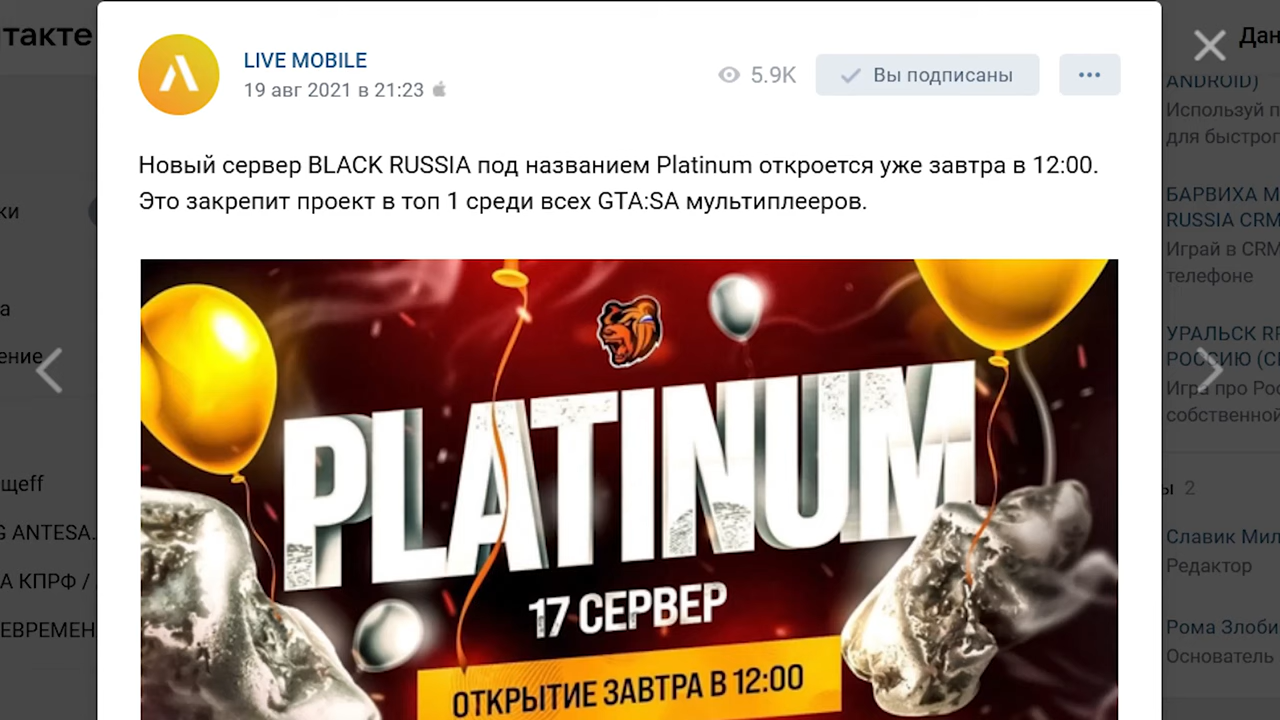 такте
LIVE MOBILE
19 авг 2021 в 21:23
5.9K
Вы подписаны
Новый сервер BLACK RUSSIA под названием Platinum откроется уже завтра в 12:00.
Это закрепит проект в топ 1 среди всех GTA:SA мультиплееров.
PLATINUM
17 СЕРВЕР
ОТКРЫТИЕ ЗАВТРА В 12:00
ки
а
ение
щеff
G ANTESA.
А КПРФ /
ЕВРЕМЕН
Дан
ANDROID)
Используй п
для быстрог
БАРВИХА М
RUSSIA CRM
Играй в CRM
телефоне
УРАЛЬСК RP
РОССИЮ (С
Игра про Рос
собственной
ы 2
Славик Мил
Редактор
Рома Злоби
Основатель